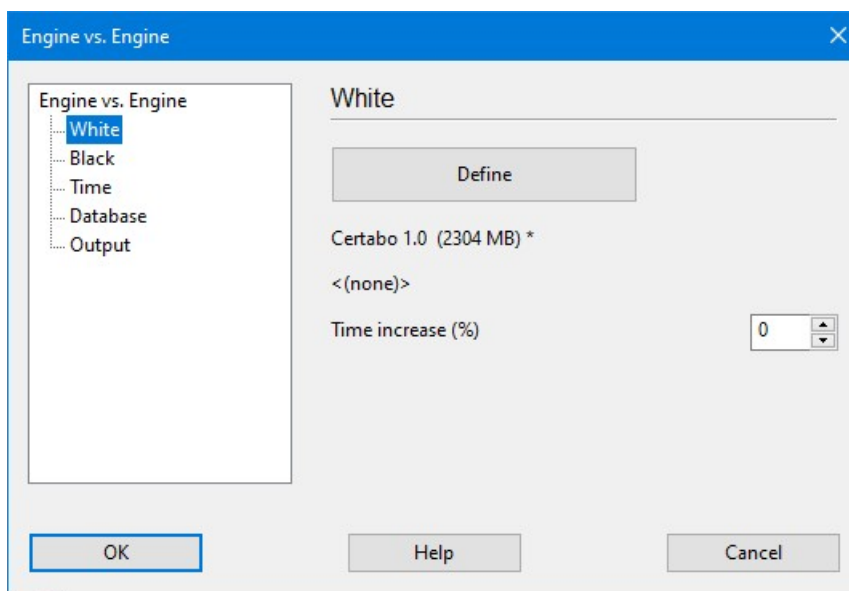 Engine vs. Engine
Engine vs. Engine
White
Black
Time
Database
Output
White
Define
Certabo 1.0 (2304 MB) *
<(none)>
Time increase (%) 0
OK Help Cancel